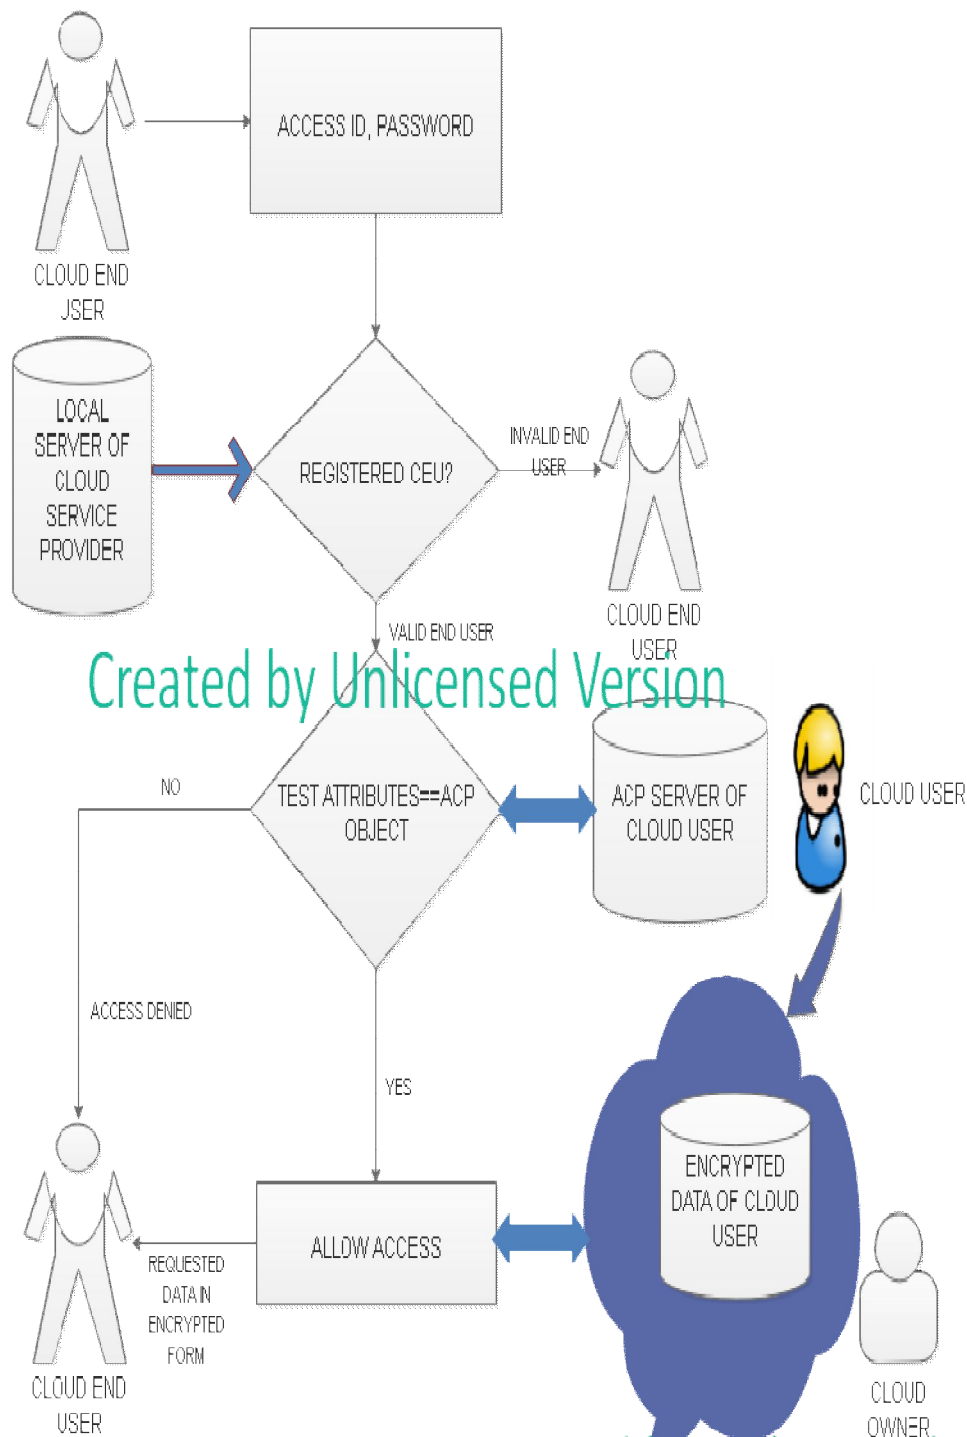 ACCESS ID, PASSWORD
CLOUD END
USER
LOCAL
SERVER OF
CLOUD
SERVICE
PROVIDER
REGISTERED CEU?
INVALID END
USER
CLOUD END
USER
VALID END USER
Created by Unlicensed Version
NO
TEST ATTRIBUTES==ACP
OBJECT
ACP SERVER OF
CLOUD USER
CLOUD USER
ACCESS DENIED
YES
ENCRYPTED
DATA OF CLOUD
USER
ALLOW ACCESS
REQUESTED
DATA IN
ENCRYPTED
FORM
CLOUD END
USER
CLOUD
OWNER